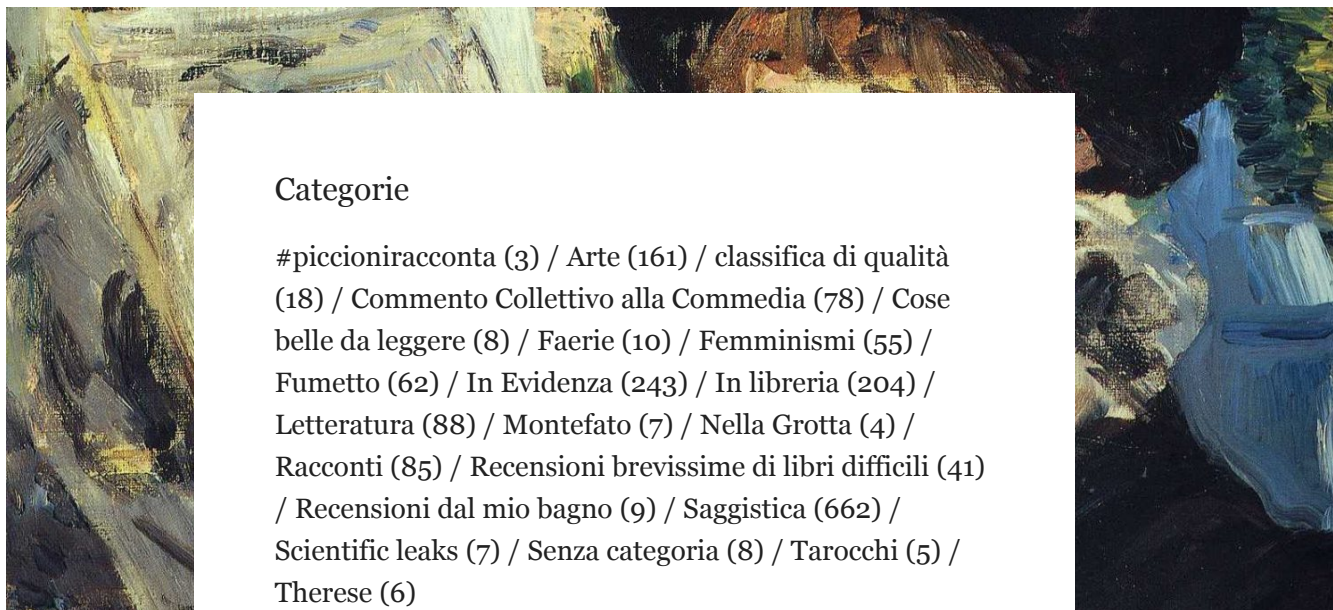 Categorie
#piccioniracconta (3) / Arte (161) / classifica di qualità
(18) / Commento Collettivo alla Commedia (78) / Cose
belle da leggere (8) / Faerie (10) / Femminismi (55) /
Fumetto (62) / In Evidenza (243) / In libreria (204) /
Letteratura (88) / Montefato (7) / Nella Grotta (4) /
Racconti (85) / Recensioni brevissime di libri difficili (41)
/ Recensioni dal mio bagno (9) / Saggistica (662) /
Scientific leaks (7) / Senza categoria (8) / Tarocchi (5) /
Therese (6)